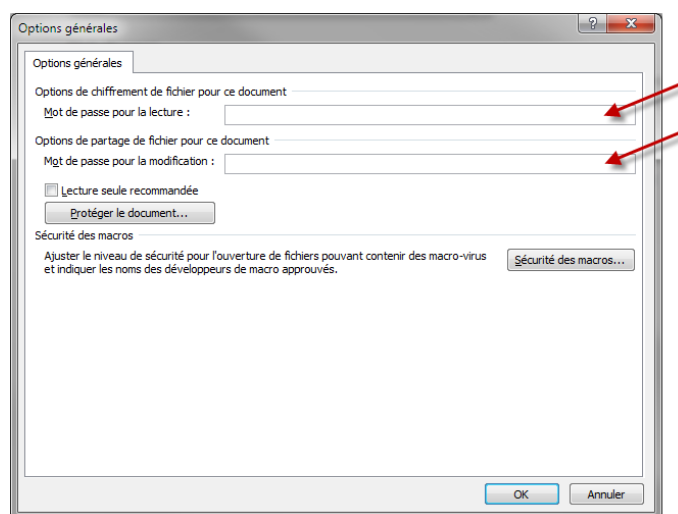 Options générales
Options générales
Options de chiffrement de fichier pour ce document
Mot de passe pour la lecture :
Options de partage de fichier pour ce document
Mot de passe pour la modification :
Lecture seule recommandée
Protéger le document...
Sécurité des macros
Ajuster le niveau de sécurité pour l'ouverture de fichiers pouvant contenir des macro-virus
et indiquer les noms des développeurs de macro approuvés.
Sécurité des macros...
OK Annuler